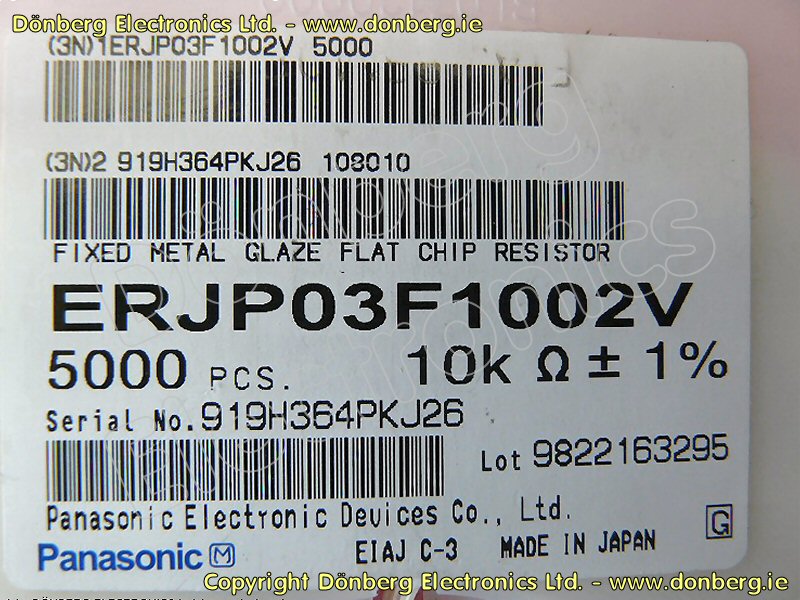 Dönberg Electronics Ltd. - www.donberg.ie
(3N)1ERJP03F1002V 5000
(3N)2 919H364PKJ26 108010
FIXED METAL GLAZE FLAT CHIP RESISTOR
ERJP03F1002V
5000 PCS. 10k Ω ± 1%
Serial No.919H364PKJ26
Lot 9822163295
Panasonic Electronic Devices Co., Ltd.
G
Panasonic M EIAJ C-3 MADE IN JAPAN
Copyright Dönberg Electronics Ltd. - www.donberg.ie
Dönberg
Electronics